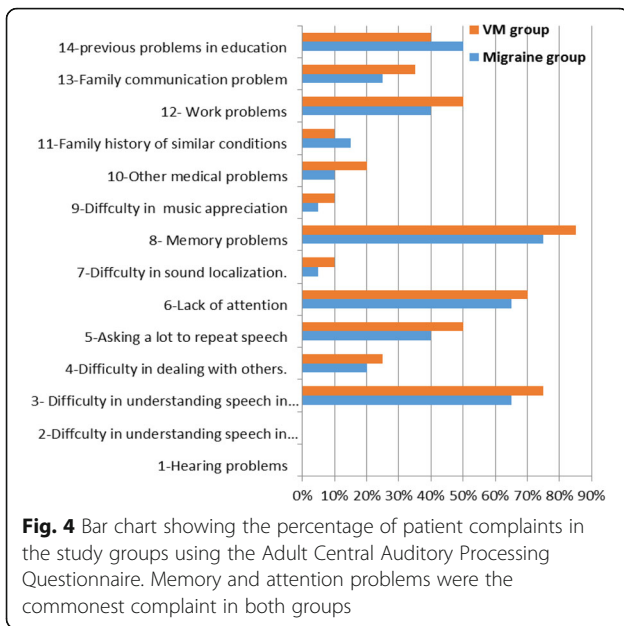 VM group
Migraine group
14-previous problems in education
13-Family communication problem
12- Work problems
11-Family history of similar conditions
10-Other medical problems
9-Diffculty in  music appreciation
8- Memory problems
7-Diffculty in sound localization.
6-Lack of attention
5-Asking a lot to repeat speech
4-Difficulty in dealing with others.
3- Difficulty in understanding speech in...
2-Diffculty in understanding speech in...
1-Hearing problems
0% 10% 20% 30% 40% 50% 60% 70% 80% 90%
Fig. 4 Bar chart showing the percentage of patient complaints in
the study groups using the Adult Central Auditory Processing
Questionnaire. Memory and attention problems were the
commonest complaint in both groups